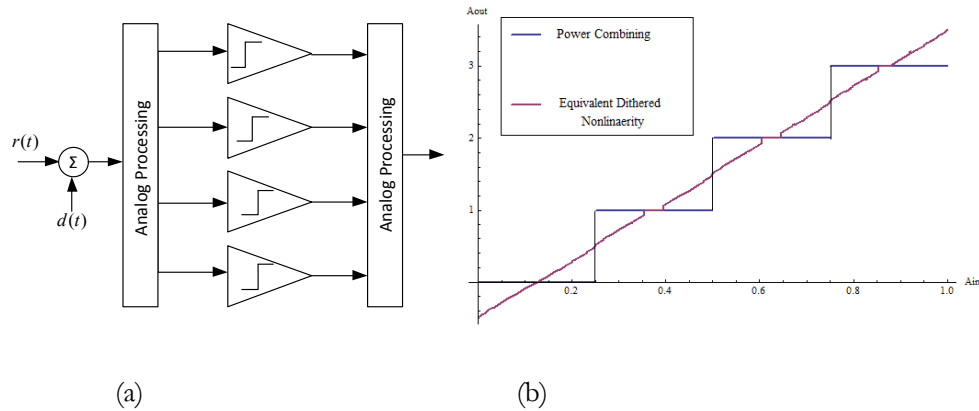 r(t)
Σ
d(t)
Analog Processing
Analog Processing
Aout
Power Combining
Equivalent Dithered
Nonlinaerity
3
2
1
0.2
0.4
0.6
0.8
1.0
Ain
(a)
(b)